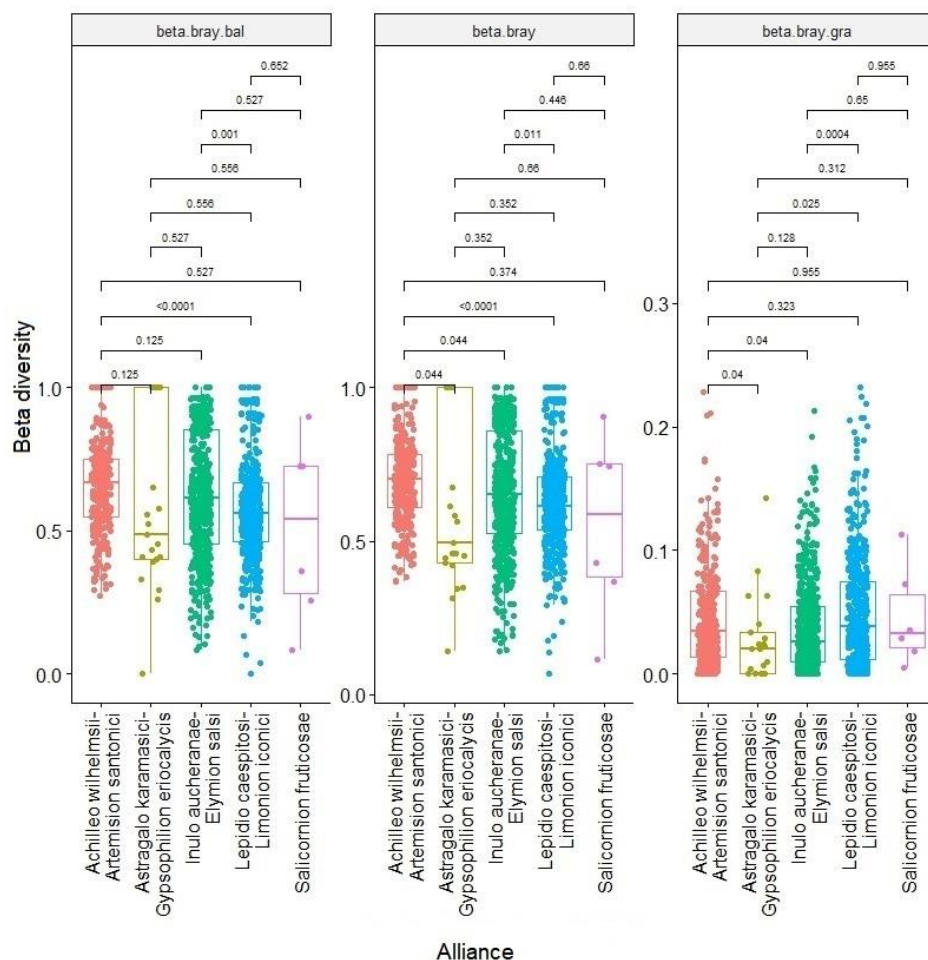 beta.bray.bal
beta.bray
beta.bray.gra
Beta diversity
0.652
0.527
0.001
0.556
0.556
0.527
0.527
<0.0001
0.125
0.125
1.0
0.5
0.0
0.66
0.446
0.011
0.66
0.352
0.352
0.374
<0.0001
0.044
0.044
1.0
0.5
0.0
0.955
0.65
0.0004
0.312
0.025
0.128
0.955
0.323
0.04
0.04
0.3
0.2
0.1
0.0
Achilleo wilhelmsii-
Artemision santonici
Astragalo karamasici-
Gypsophilion eriocalycis
Inulo aucheranae-
Elymion salsi
Lepidio caespitosi-
Limonion iconici
Salicornion fruticosae
Achilleo wilhelmsii-
Artemision santonici
Astragalo karamasici-
Gypsophilion eriocalycis
Inulo aucheranae-
Elymion salsi
Lepidio caespitosi-
Limonion iconici
Salicornion fruticosae
Achilleo wilhelmsii-
Artemision santonici
Astragalo karamasici-
Gypsophilion eriocalycis
Inulo aucheranae-
Elymion salsi
Lepidio caespitosi-
Limonion iconici
Salicornion fruticosae
Alliance